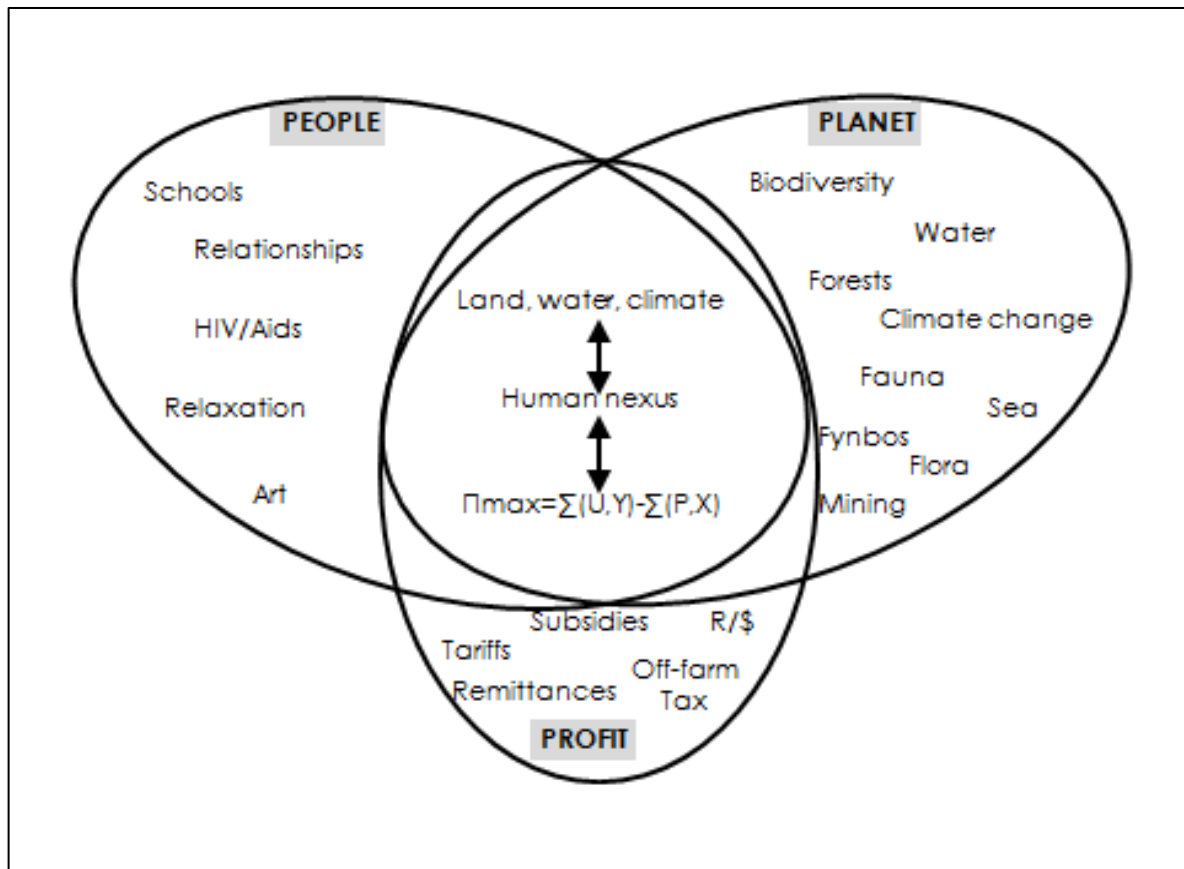 PEOPLE
Schools
Relationships
HIV/Aids
Relaxation
Art
PLANET
Biodiversity
Water
Forests
Climate change
Fauna
Sea
Fynbos
Flora
Mining
Land, water, climate
Human nexus
Πmax=∑(U,Y)-∑(P,X)
Subsidies
R/$
Tariffs
Off-farm
Remittances
Tax
PROFIT